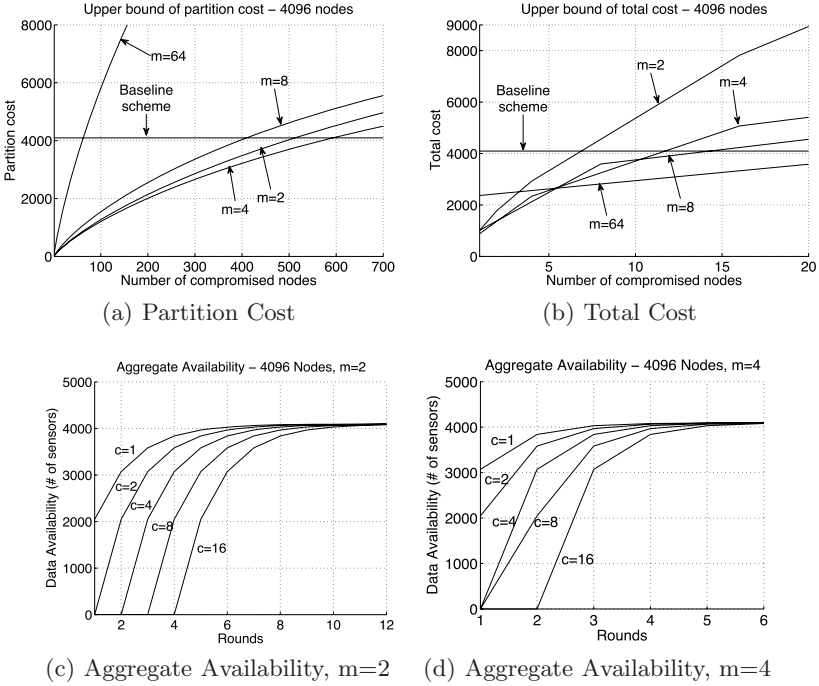 Upper bound of partition cost – 4096 nodes
8000
6000
4000
2000
0
Partition cost
m=64
Baseline
scheme
m=8
m=2
m=4
100 200 300 400 500 600 700
Number of compromised nodes
(a) Partition Cost
Upper bound of total cost – 4096 nodes
9000
8000
6000
4000
2000
0
Total cost
m=2
m=4
Baseline
scheme
m=8
m=64
5 10 15 20
Number of compromised nodes
(b) Total Cost
Aggregate Availability – 4096 Nodes, m=2
5000
4000
3000
2000
1000
0
Data Availability (# of sensors)
c=1
c=2
c=4
c=8
c=16
2 4 6 8 10 12
Rounds
(c) Aggregate Availability, m=2
Aggregate Availability – 4096 Nodes, m=4
5000
4000
3000
2000
1000
0
Data Availability (# of sensors)
c=1
c=2
c=4
c=8
c=16
1 2 3 4 5 6
Rounds
(d) Aggregate Availability, m=4